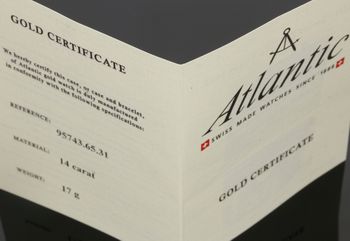 GOLD CERTIFICATE
We hereby certify this case, or case and bracelet,
of Atlantic gold watch is duly manufactured
in conformity with the following specifications:
REFERENCE:
95743.65.31
MATERIAL:
14 carat
WEIGHT:
17 g
Atlantic
SWISS MADE WATCHES SINCE 1888
GOLD CERTIFICATE